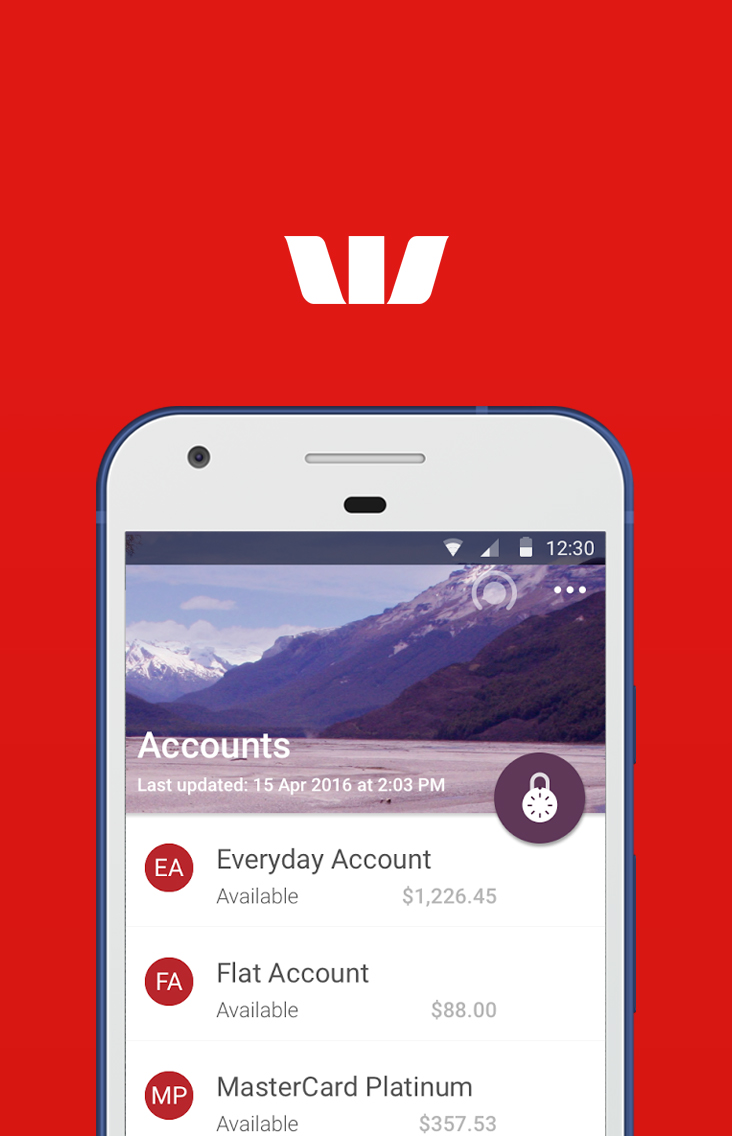 12:30
Accounts
Last updated: 15 Apr 2016 at 2:03 PM
EA Everyday Account
Available $1,226.45
FA Flat Account
Available $88.00
MP MasterCard Platinum
Available $357.53